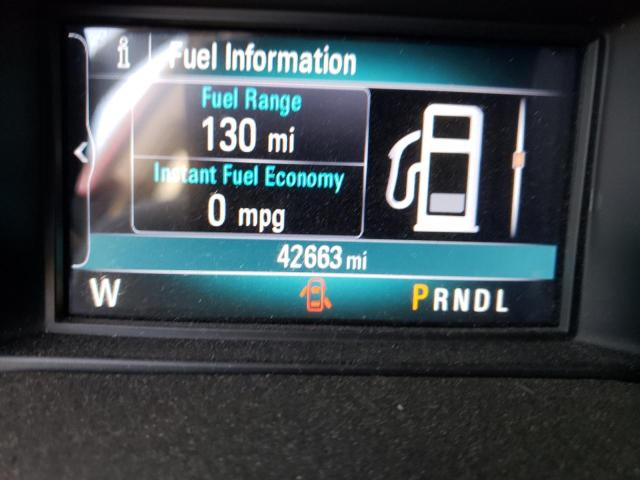 i Fuel Information
Fuel Range
130 mi
Instant Fuel Economy
0 mpg
42663 mi
W PRNDL